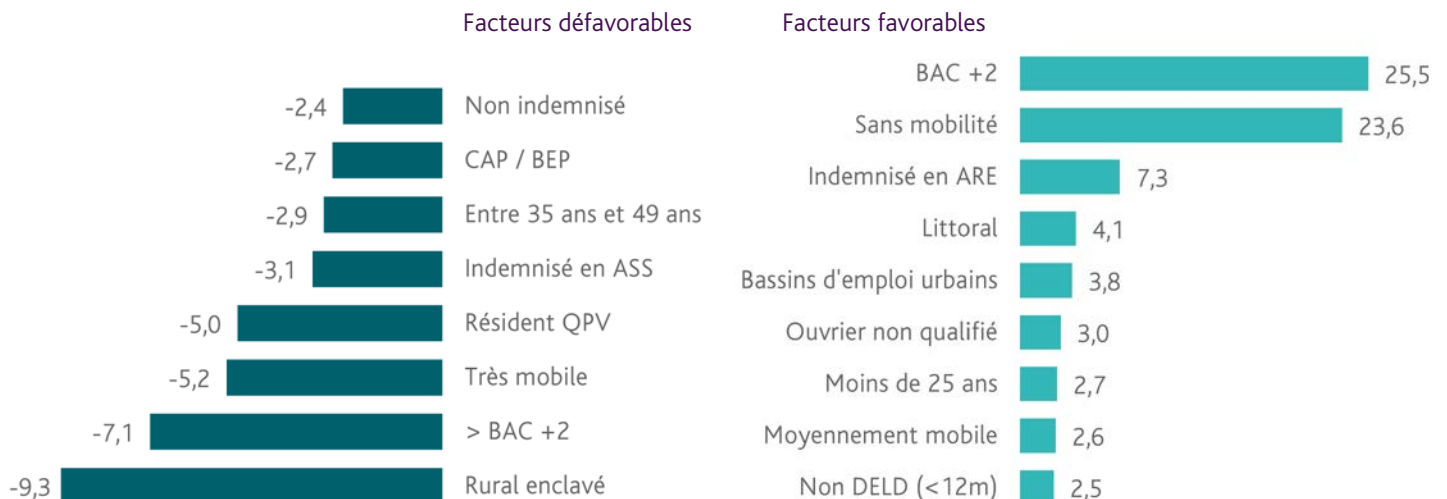 Facteurs défavorables
-2,4 Non indemnisé
-2,7 CAP / BEP
-2,9 Entre 35 ans et 49 ans
-3,1 Indemnisé en ASS
-5,0 Résident QPV
-5,2 Très mobile
-7,1 > BAC +2
-9,3 Rural enclavé
Facteurs favorables
BAC +2 25,5
Sans mobilité 23,6
Indemnisé en ARE 7,3
Littoral 4,1
Bassins d'emploi urbains 3,8
Ouvrier non qualifié 3,0
Moins de 25 ans 2,7
Moyennement mobile 2,6
Non DELD (<12m) 2,5